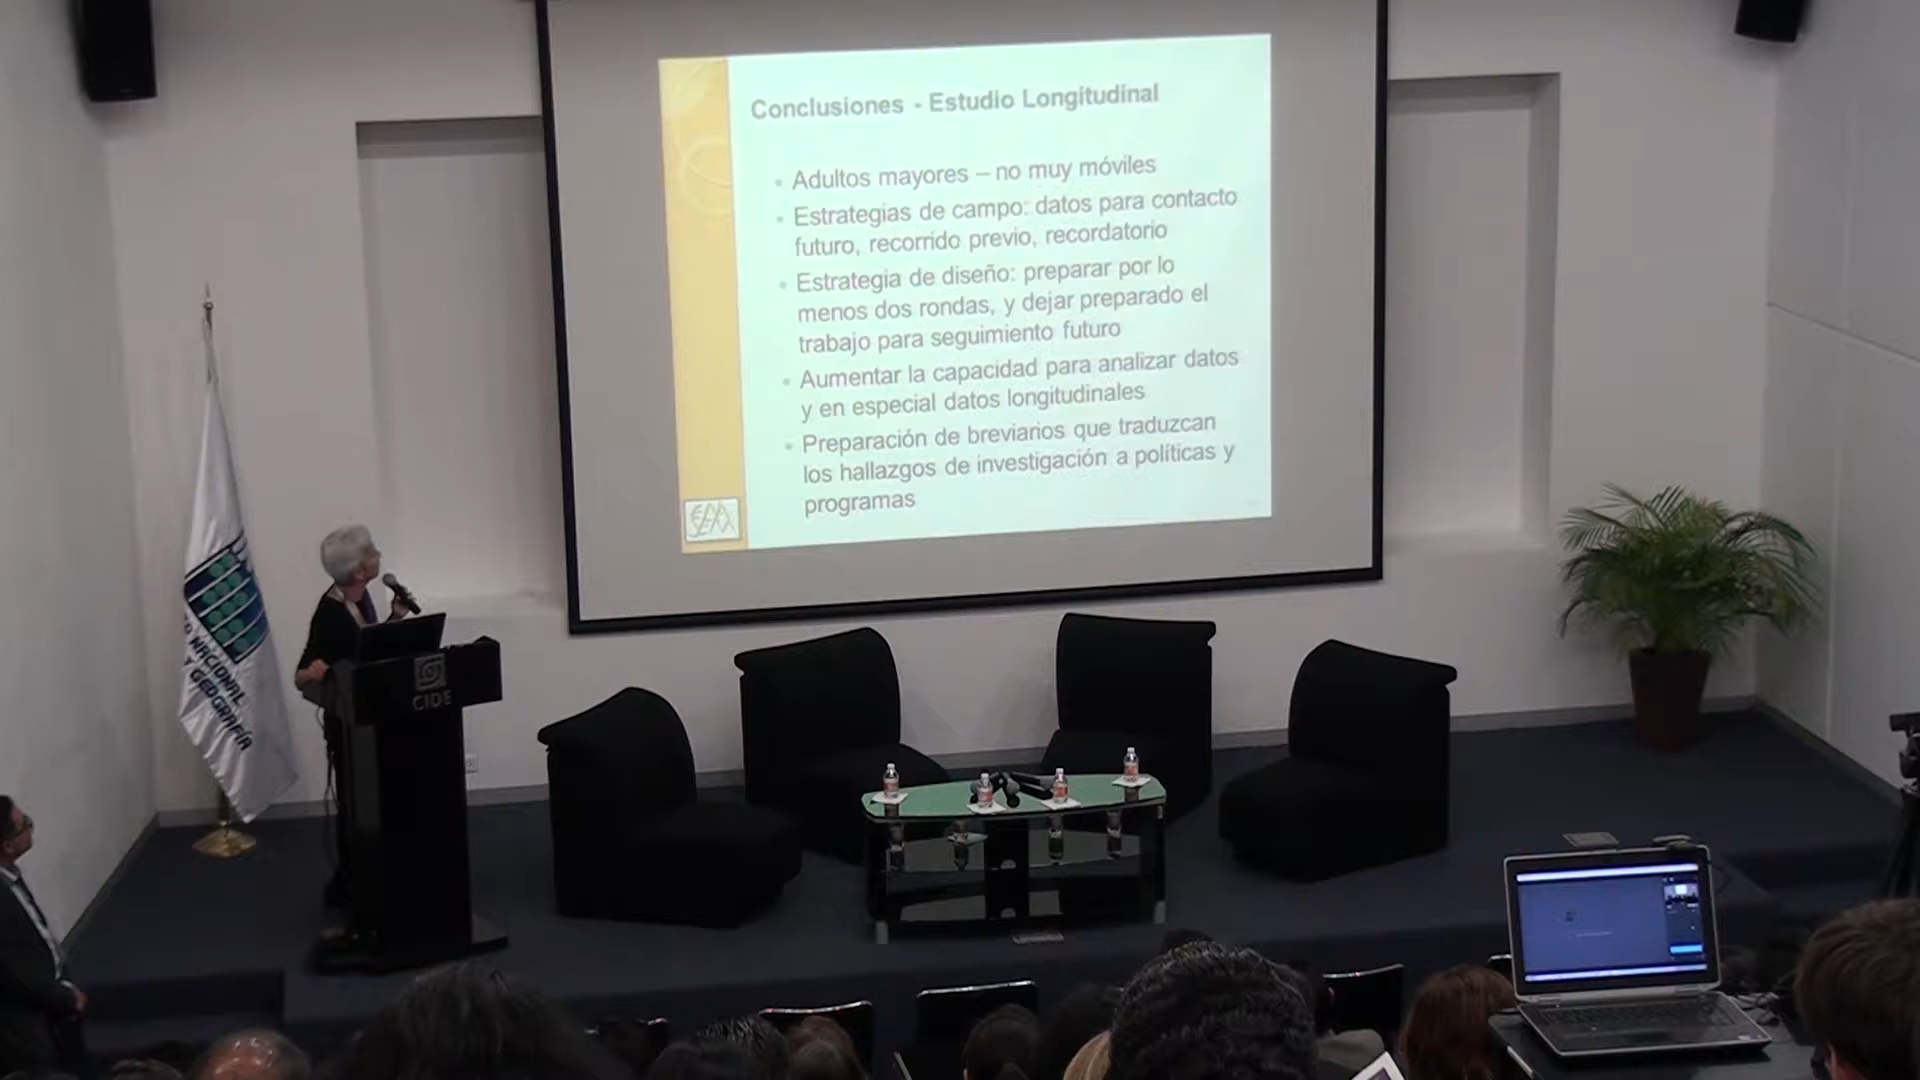 Conclusiones - Estudio Longitudinal
• Adultos mayores – no muy móviles
• Estrategias de campo: datos para contacto
futuro, recorrido previo, recordatorio
• Estrategia de diseño: preparar por lo
menos dos rondas, y dejar preparado el
trabajo para seguimiento futuro
• Aumentar la capacidad para analizar datos
y en especial datos longitudinales
• Preparación de breviarios que traduzcan
los hallazgos de investigación a políticas y
programas
NACIONAL
Y GEOGRAFÍA
CIDE